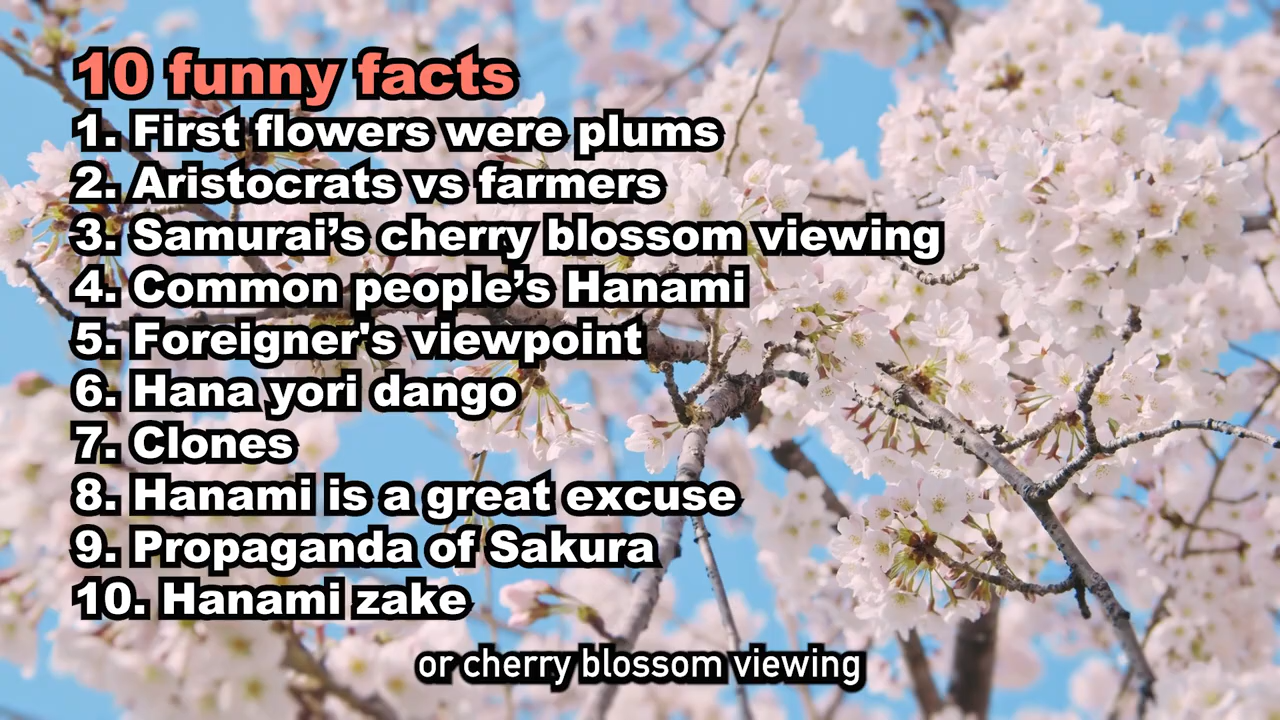 10 funny facts
1. First flowers were plums
2. Aristocrats vs farmers
3. Samurai’s cherry blossom viewing
4. Common people’s Hanami
5. Foreigner's viewpoint
6. Hana yori dango
7. Clones
8. Hanami is a great excuse
9. Propaganda of Sakura
10. Hanami zake
or cherry blossom viewing